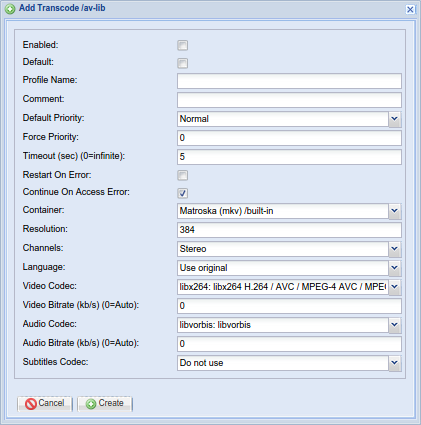 Add Transcode /av-lib
Enabled:
Default:
Profile Name:
Comment:
Default Priority: Normal
Force Priority: 0
Timeout (sec) (0=infinite): 5
Restart On Error:
Continue On Access Error:
Container: Matroska (mkv) /built-in
Resolution: 384
Channels: Stereo
Language: Use original
Video Codec: libx264: libx264 H.264 / AVC / MPEG-4 AVC / MPE
Video Bitrate (kb/s) (0=Auto): 0
Audio Codec: libvorbis: libvorbis
Audio Bitrate (kb/s) (0=Auto): 0
Subtitles Codec: Do not use
Cancel Create